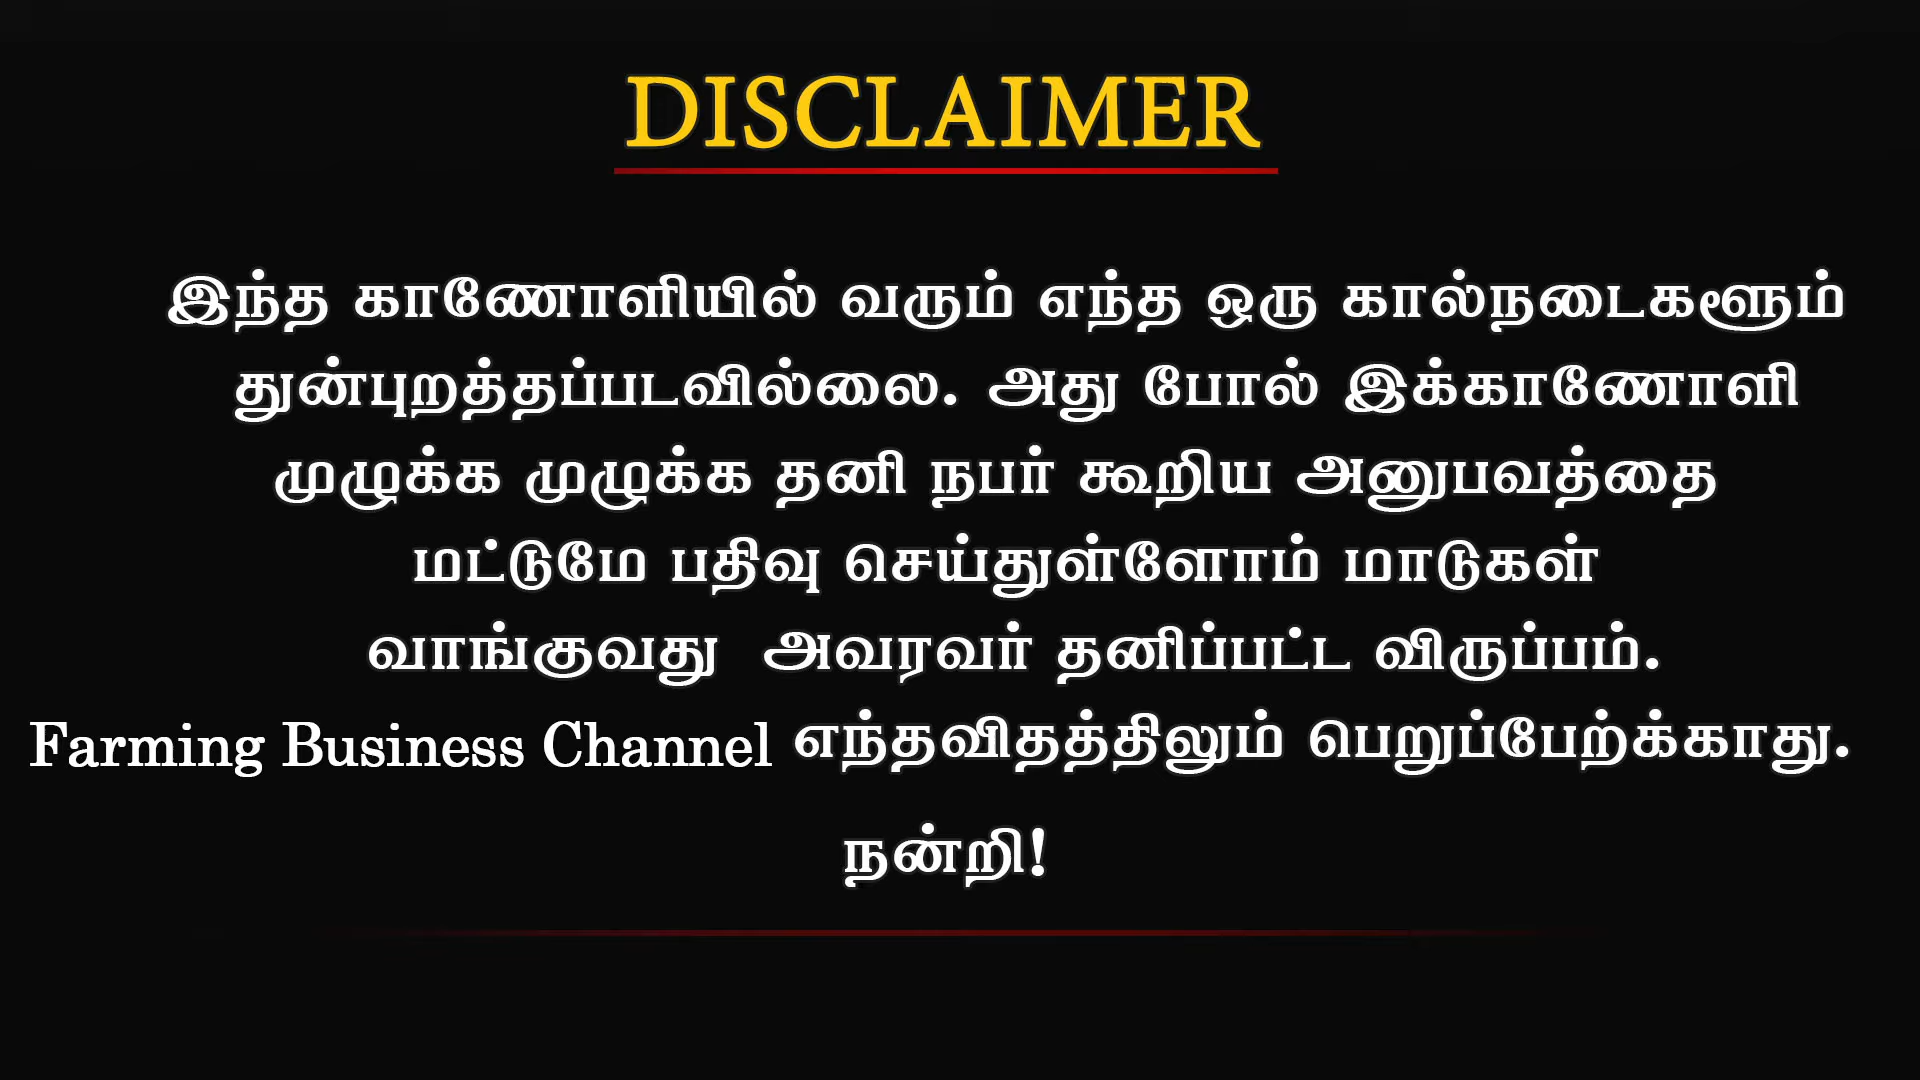 DISCLAIMER
இந்த காணோளியில் வரும் எந்த ஒரு கால்நடைகளூம்
துன்புறத்தப்படவில்லை. அது போல் இக்காணோளி
முழுக்க முழுக்க தனி நபர் கூறிய அனுபவத்தை
மட்டுமே பதிவு செய்துள்ளோம் மாடுகள்
வாங்குவது அவரவர் தனிப்பட்ட விருப்பம்.
Farming Business Channel எந்தவிதத்திலும் பெறுப்பேற்க்காது.
நன்றி!